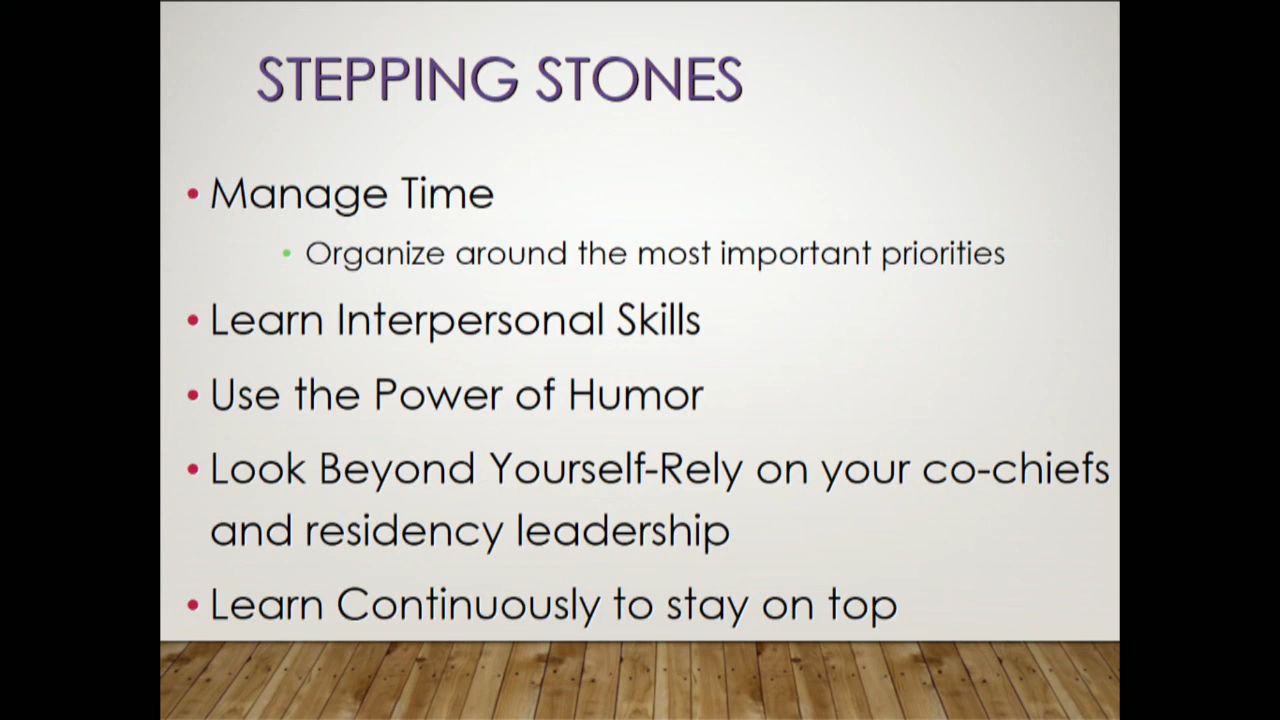 STEPPING STONES
• Manage Time
• Organize around the most important priorities
• Learn Interpersonal Skills
• Use the Power of Humor
• Look Beyond Yourself-Rely on your co-chiefs
and residency leadership
• Learn Continuously to stay on top